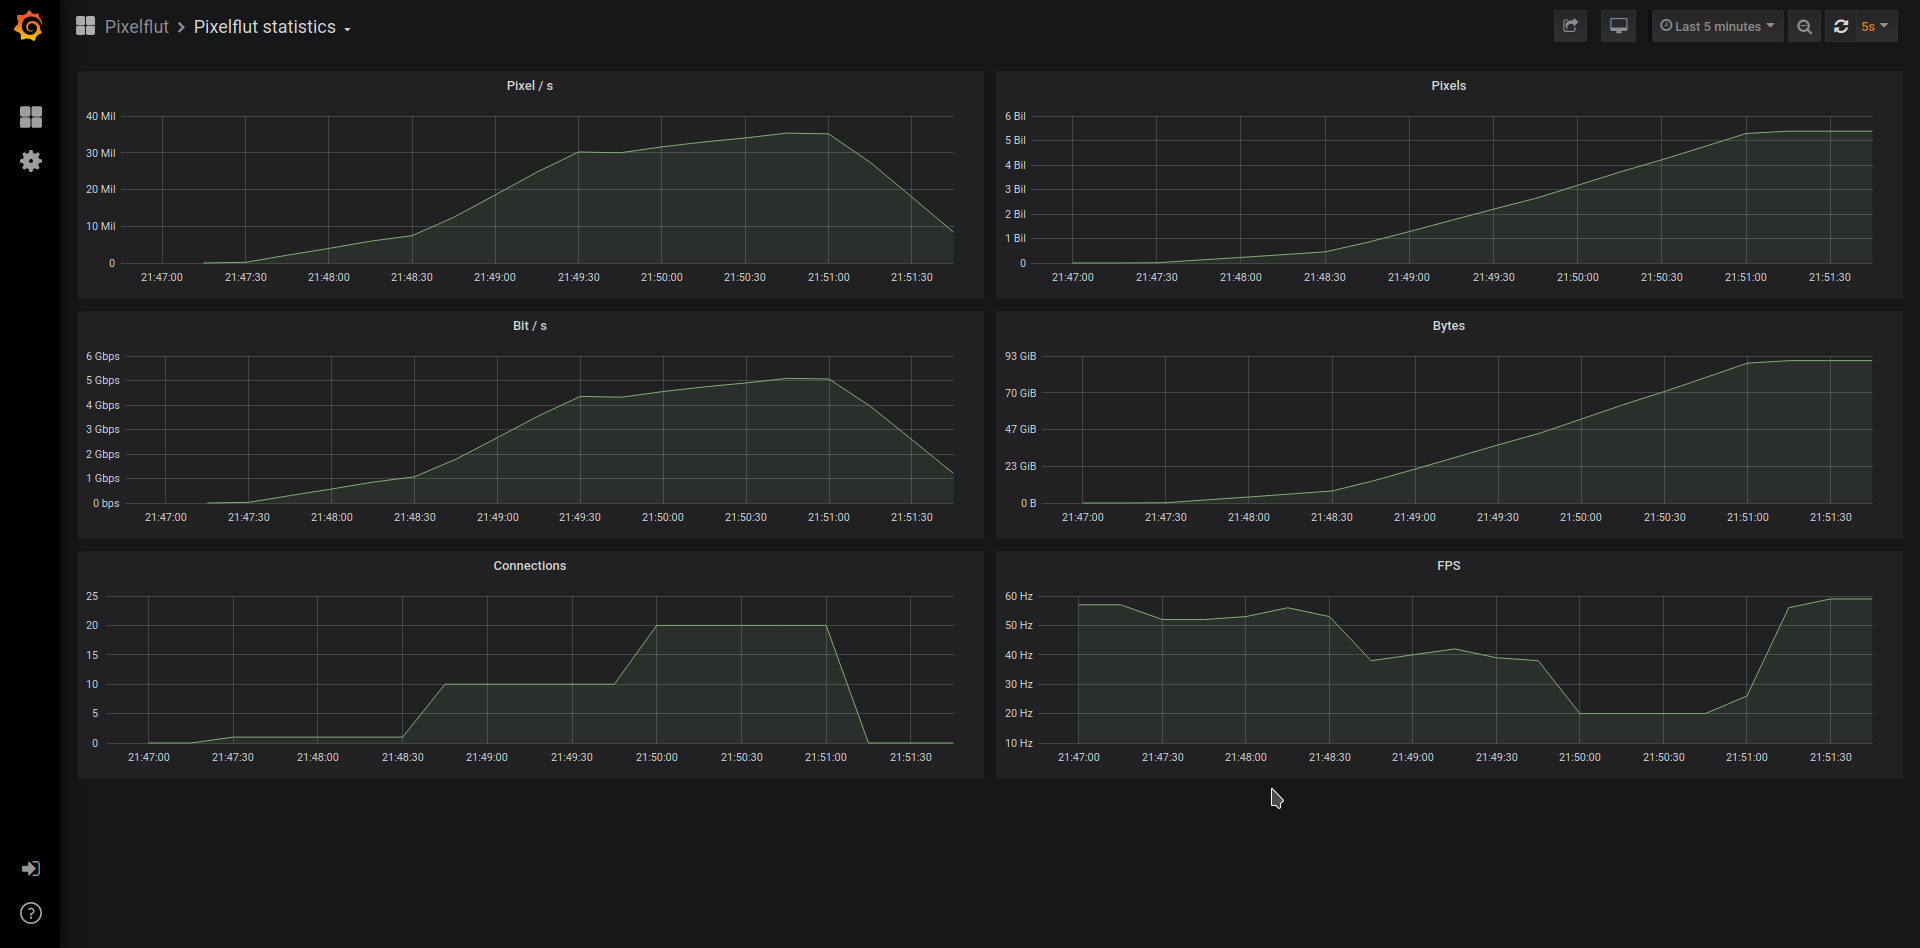 Pixelflut > Pixelflut statistics
Last 5 minutes
5s
Pixel / s
40 Mil
30 Mil
20 Mil
10 Mil
0
21:47:00 21:47:30 21:48:00 21:48:30 21:49:00 21:49:30 21:50:00 21:50:30 21:51:00 21:51:30
Pixels
6 Bil
5 Bil
4 Bil
3 Bil
2 Bil
1 Bil
0
21:47:00 21:47:30 21:48:00 21:48:30 21:49:00 21:49:30 21:50:00 21:50:30 21:51:00 21:51:30
Bit / s
6 Gbps
5 Gbps
4 Gbps
3 Gbps
2 Gbps
1 Gbps
0 bps
21:47:00 21:47:30 21:48:00 21:48:30 21:49:00 21:49:30 21:50:00 21:50:30 21:51:00 21:51:30
Bytes
93 GiB
70 GiB
47 GiB
23 GiB
0 B
21:47:00 21:47:30 21:48:00 21:48:30 21:49:00 21:49:30 21:50:00 21:50:30 21:51:00 21:51:30
Connections
25
20
15
10
5
0
21:47:00 21:47:30 21:48:00 21:48:30 21:49:00 21:49:30 21:50:00 21:50:30 21:51:00 21:51:30
FPS
60 Hz
50 Hz
40 Hz
30 Hz
20 Hz
10 Hz
21:47:00 21:47:30 21:48:00 21:48:30 21:49:00 21:49:30 21:50:00 21:50:30 21:51:00 21:51:30
?